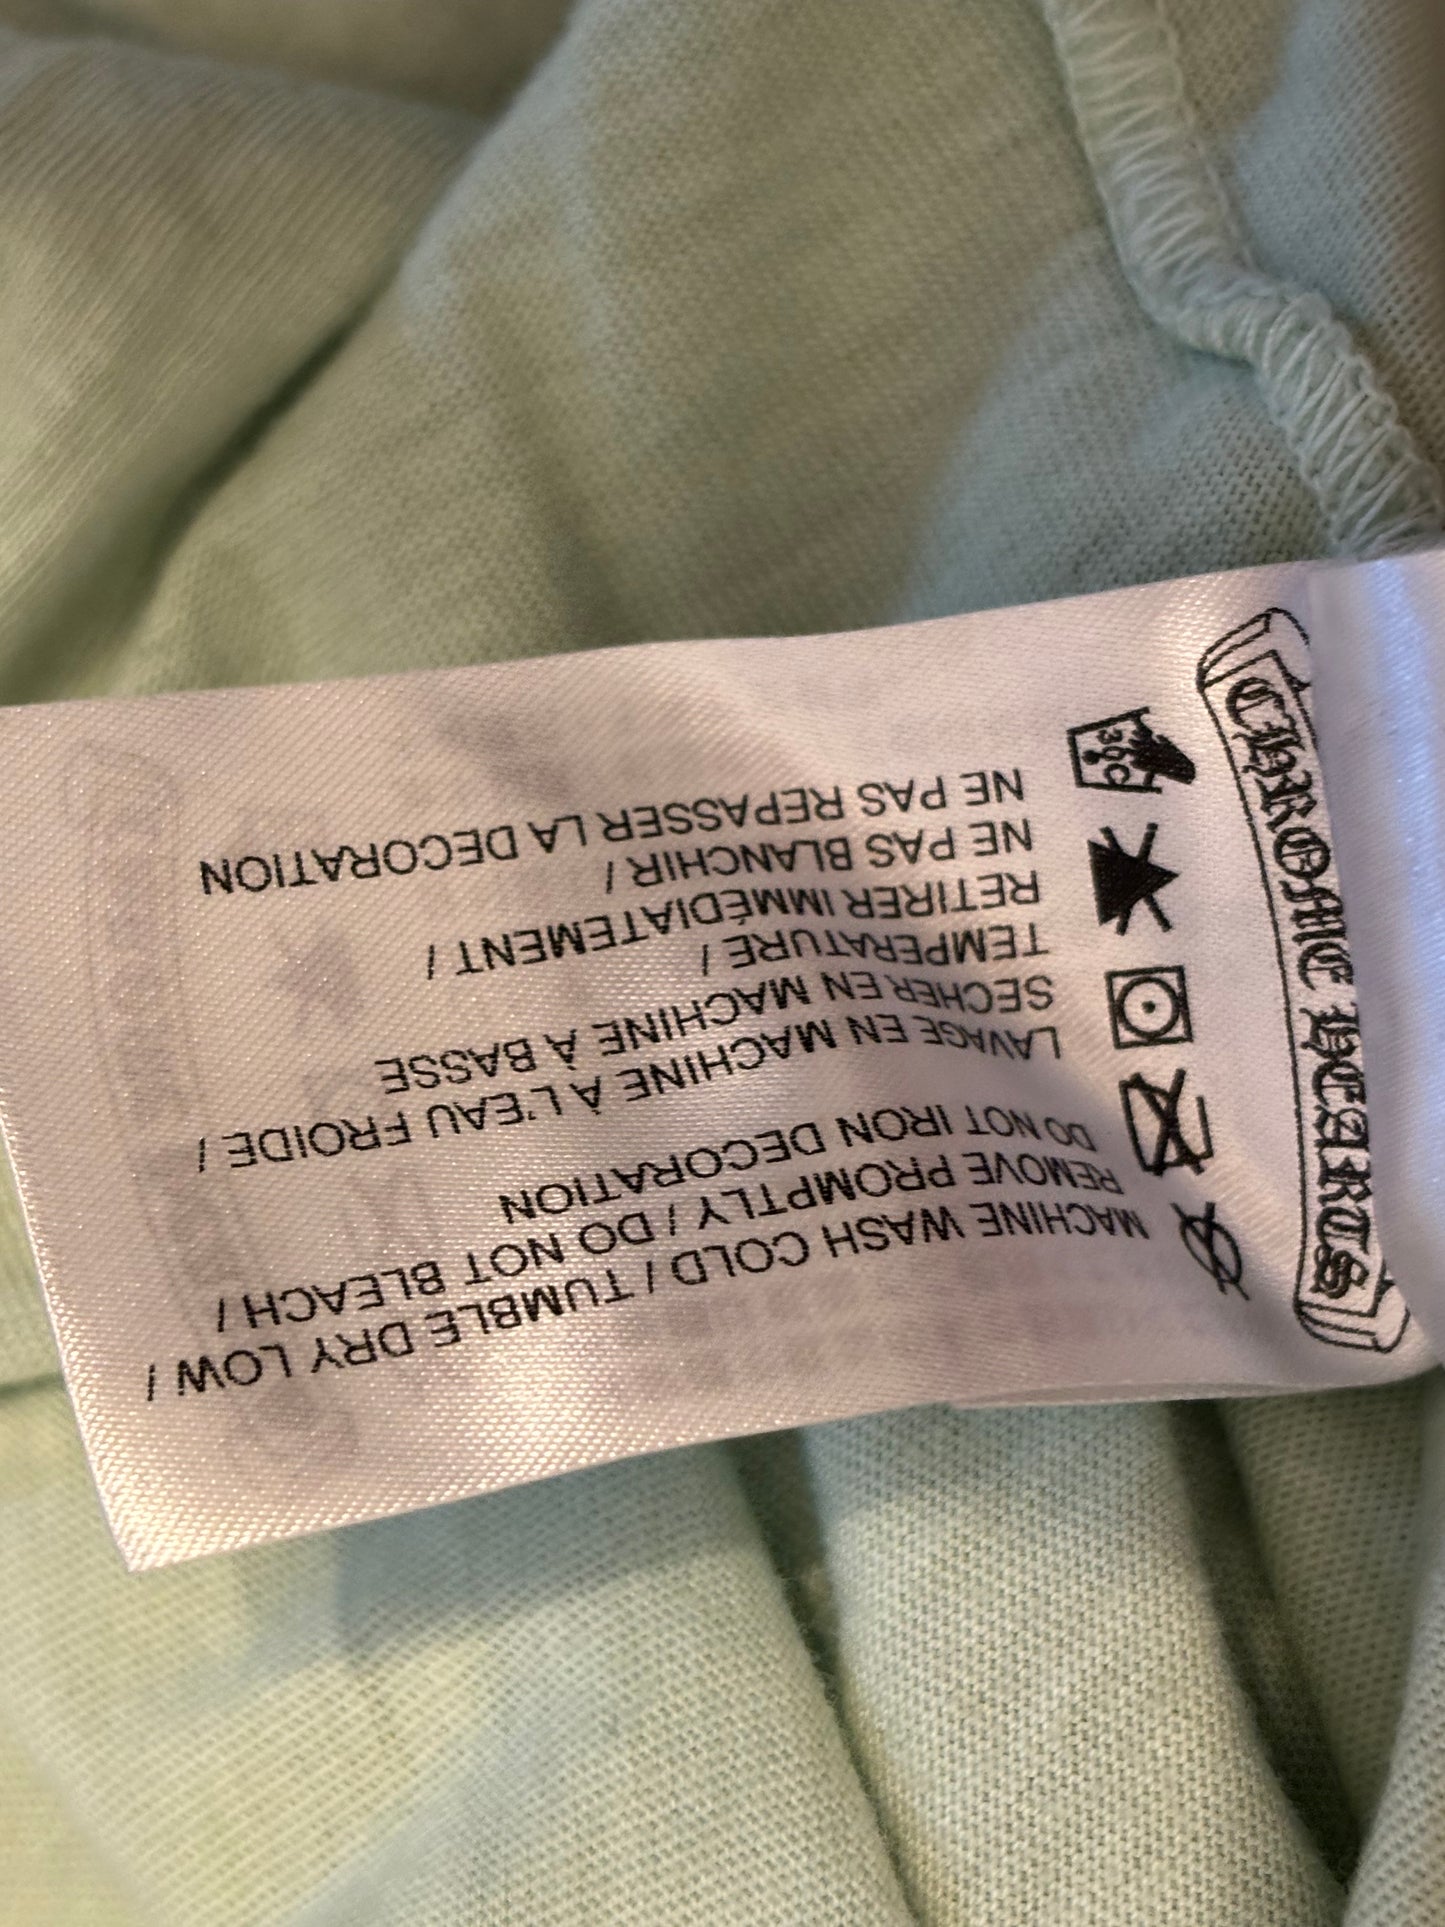 CHROME HEARTS
30C
MACHINE WASH COLD / TUMBLE DRY LOW /
REMOVE PROMPTLY / DO NOT BLEACH /
DO NOT IRON DECORATION
LAVAGE EN MACHINE À L'EAU FROIDE /
SECHER EN MACHINE À BASSE
TEMPERATURE /
RETIRER IMMÉDIATEMENT /
NE PAS BLANCHIR /
NE PAS REPASSER LA DECORATION